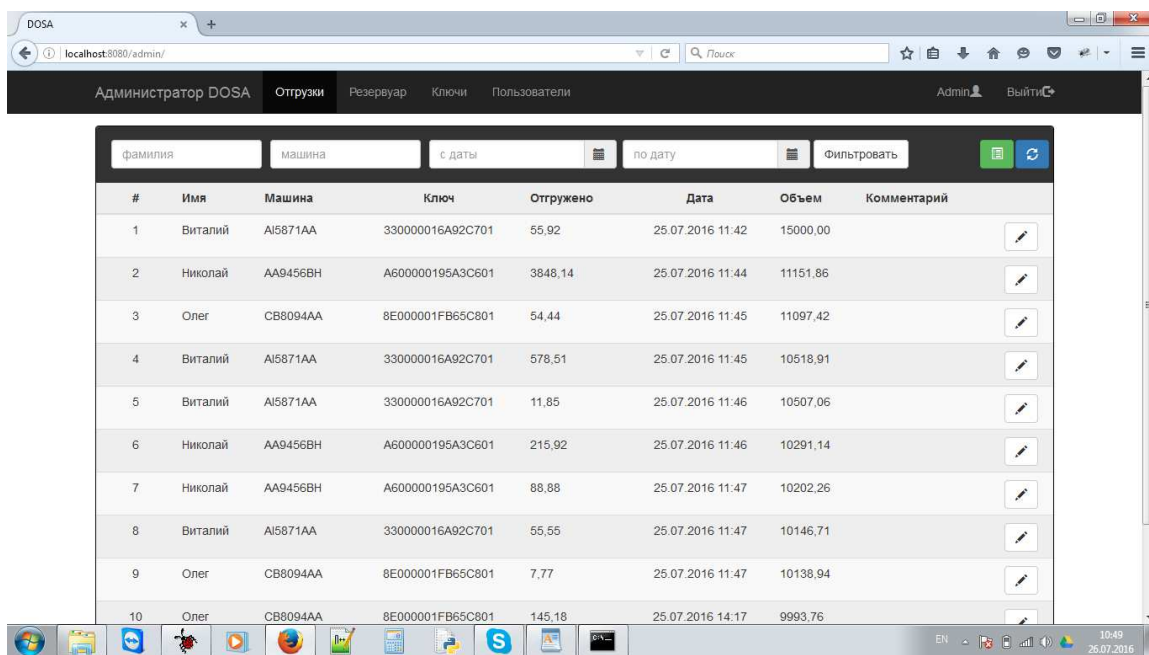 DOSA
localhost:8080/admin/
Поиск
Администратор DOSA Отгрузки Резервуар Ключи Пользователи Admin Выйти
фамилия машина с даты по дату Фильтровать
# Имя Машина Ключ Отгружено Дата Объем Комментарий
1 Виталий AI5871AA 330000016A92C701 55,92 25.07.2016 11:42 15000,00
2 Николай AA9456BH A600000195A3C601 3848,14 25.07.2016 11:44 11151,86
3 Олег CB8094AA 8E000001FB65C801 54,44 25.07.2016 11:45 11097,42
4 Виталий AI5871AA 330000016A92C701 578,51 25.07.2016 11:45 10518,91
5 Виталий AI5871AA 330000016A92C701 11,85 25.07.2016 11:46 10507,06
6 Николай AA9456BH A600000195A3C601 215,92 25.07.2016 11:46 10291,14
7 Николай AA9456BH A600000195A3C601 88,88 25.07.2016 11:47 10202,26
8 Виталий AI5871AA 330000016A92C701 55,55 25.07.2016 11:47 10146,71
9 Олег CB8094AA 8E000001FB65C801 7,77 25.07.2016 11:47 10138,94
10 Олег CB8094AA 8E000001FB65C801 145,18 25.07.2016 14:17 9993,76
EN 10:49
26.07.2016